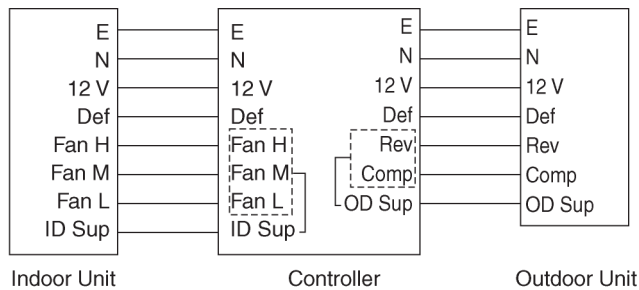 E E E E
N N N N
12 V 12 V 12 V 12 V
Def Def Def Def
Fan H Fan H Rev Rev
Fan M Fan M Comp Comp
Fan L Fan L OD Sup OD Sup
ID Sup ID Sup
Indoor Unit Controller Outdoor Unit